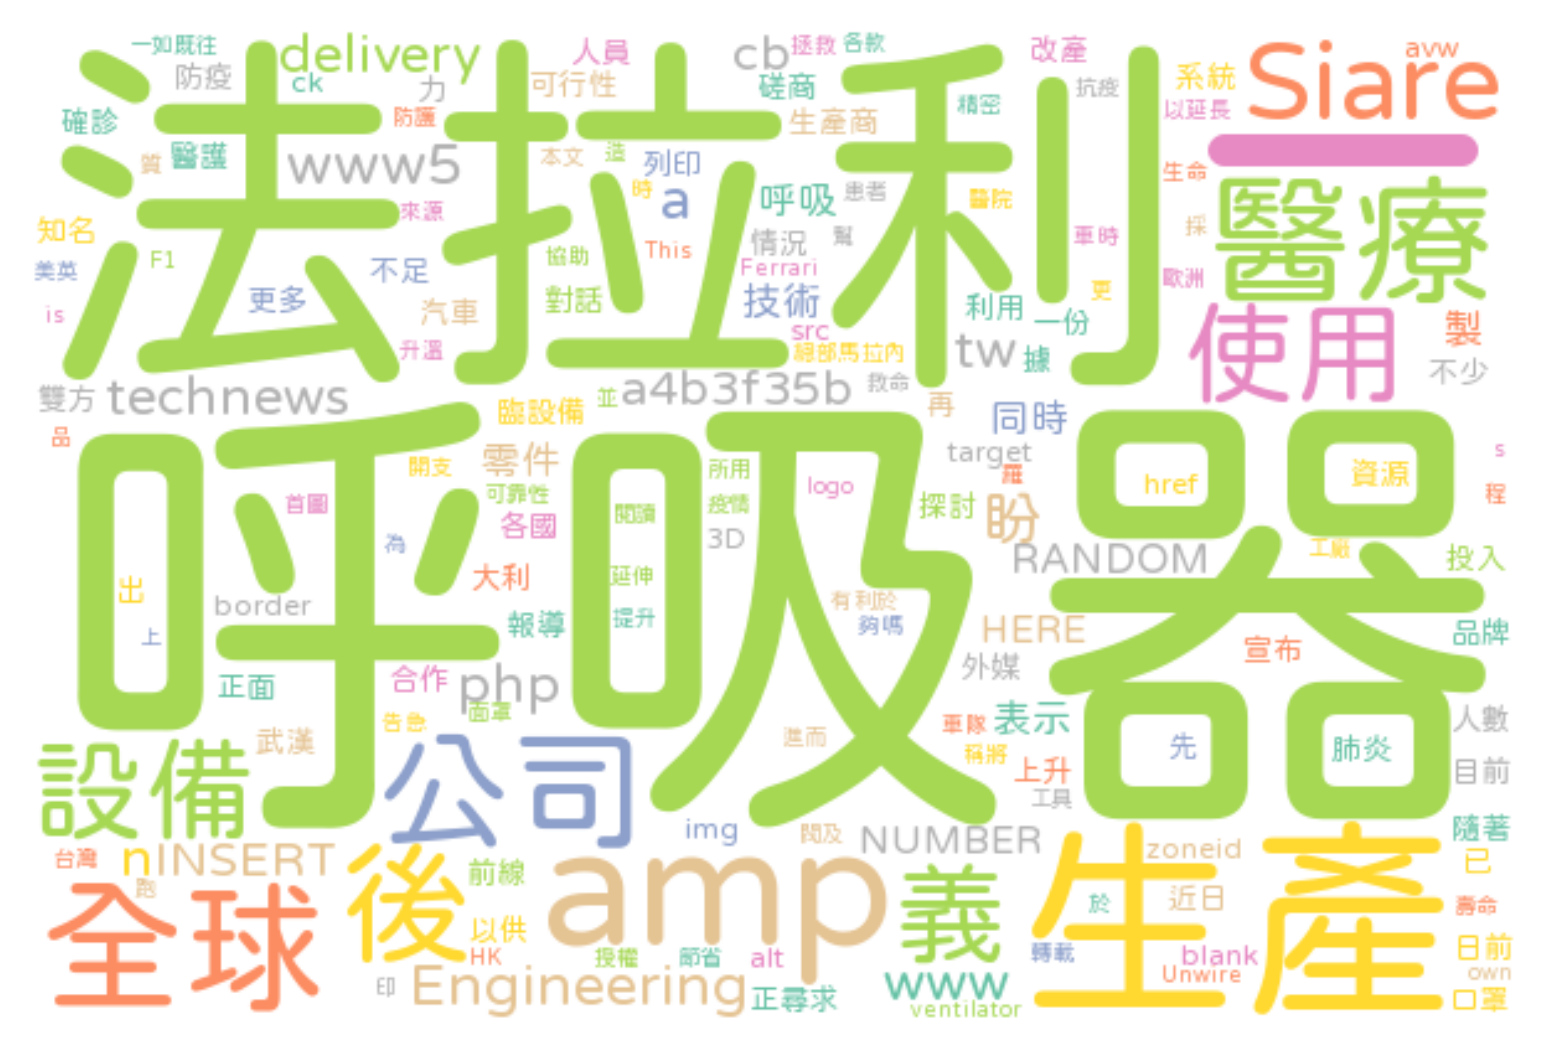 一如既往
delivery
人員
cb
拯救
各款
改產
avw
Siare
防疫
ck
力
可行性
磋商
系統
抗疫
法拉利
確診
防護
生產商
精密
以延長
一
質
醫護
www5
本文
造
列印
生命
時
a
呼吸
患者
醫院
醫療
知名
來源
情況
幫
車時
採
F1
協助
This
Ferrari
美英
不足
歐洲
更多
對話
技術
更
is
汽車
利用
一份
使用
製
升溫
src
總部馬拉內
tw
據
不少
雙方
technews
並
a4b3f35b
救命
再
臨設備
同時
品
零件
開支
所用
target
s
呼吸器
羅
href
資源
首圖
可靠性
閱讀
疫情
logo
探討
盼
程
各國
3D
為
RANDOM
工廠
投入
出
大利
延伸
有利於
border
報導
提升
夠嗎
HERE
品牌
上
宣布
正面
合作
php
外媒
面罩
告急
車隊
表示
人數
武漢
進而
稱將
先
肺炎
設備
公司
上升
目前
工具
img
閱及
NUMBER
隨著
台灣
n
INSERT
後
前線
amp
義
生產
zoneid
已
跑
全球
以供
於
近日
壽命
HK
授權
節省
alt
轉載
blank
日前
印
Engineering
正尋求
www
Unwire
own
ventilator
口罩